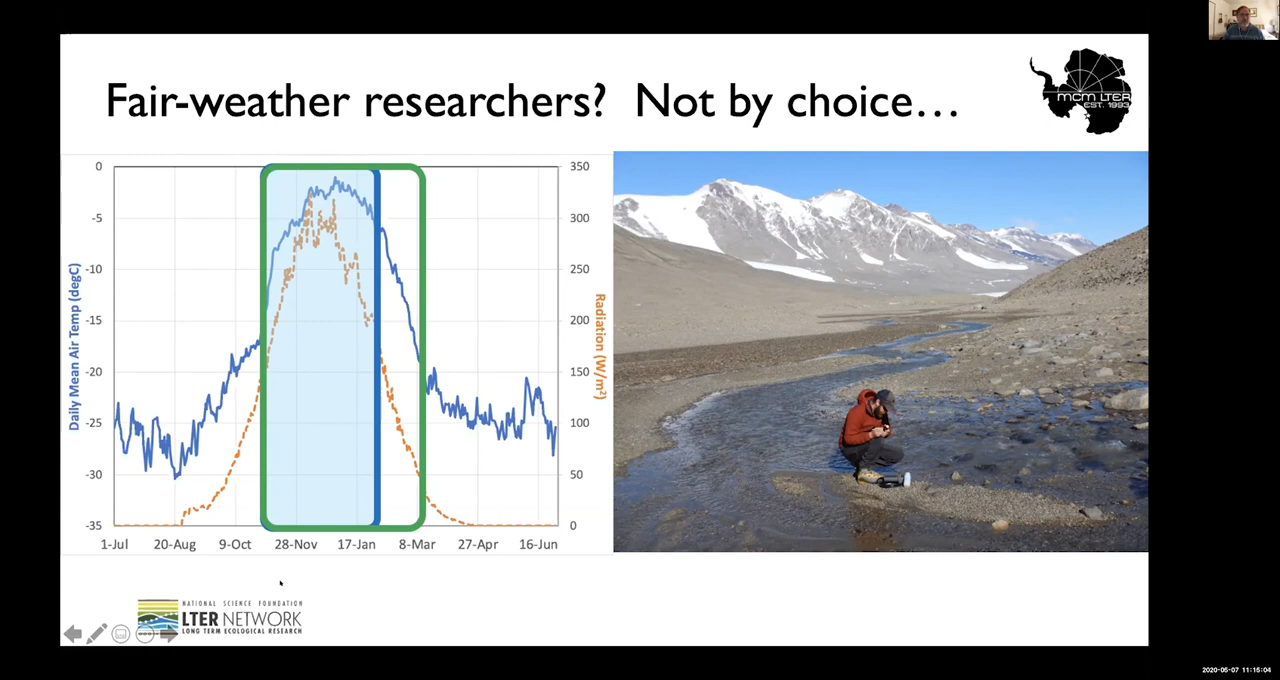 Fair-weather researchers? Not by choice...
MCM LTER
EST. 1993
0
-5
-10
-15
-20
-25
-30
-35
Daily Mean Air Temp (degC)
350
300
250
200
150
100
50
0
Radiation (W/m²)
1-Jul 20-Aug 9-Oct 28-Nov 17-Jan 8-Mar 27-Apr 16-Jun
NATIONAL SCIENCE FOUNDATION
LTER NETWORK
LONG TERM ECOLOGICAL RESEARCH
2020-05-07 11:15:04